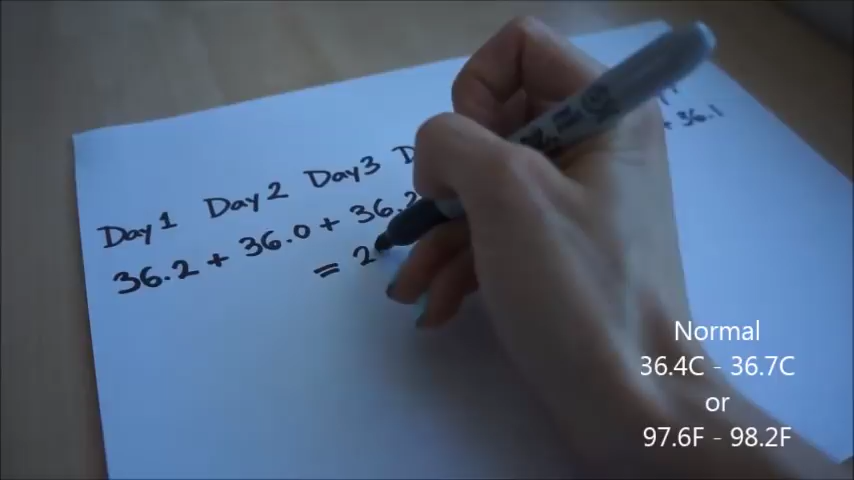 Day 1 Day 2 Day 3 D
36.2 + 36.0 + 36.2 + 36.1
= 2
Normal
36.4C - 36.7C
or
97.6F - 98.2F